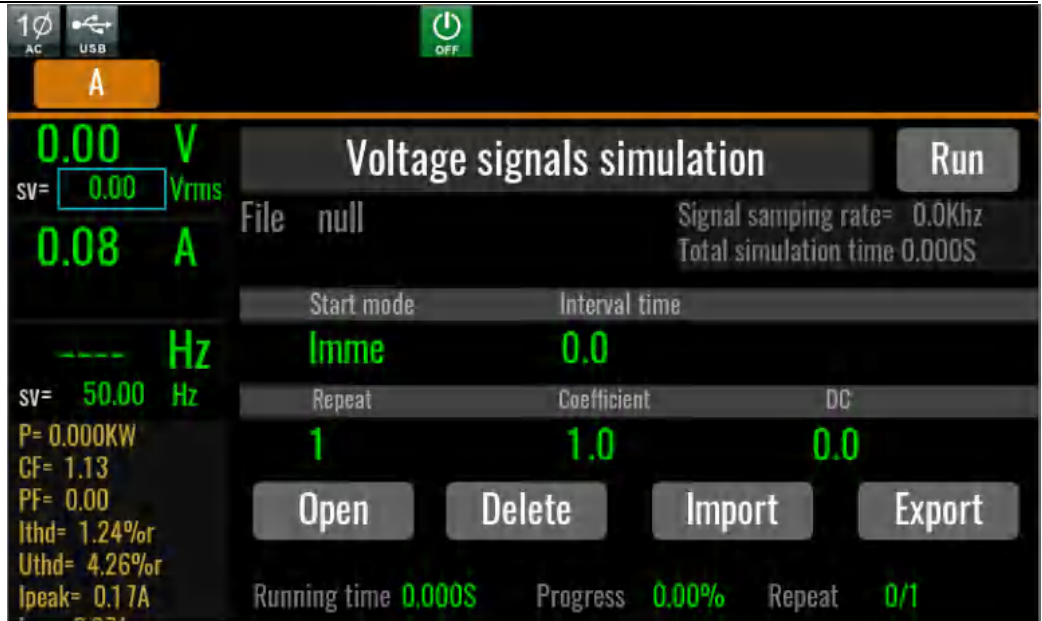 1Ø
AC
USB
OFF
A
0.00 V
sv= 0.00 Vrms
0.08 A
---- Hz
sv= 50.00 Hz
P= 0.000KW
CF= 1.13
PF= 0.00
Ithd= 1.24%r
Uthd= 4.26%r
Ipeak= 0.17A
Voltage signals simulation Run
File null
Signal samping rate= 0.0Khz
Total simulation time 0.000S
Start mode Interval time
Imme 0.0
Repeat Coefficient DC
1 1.0 0.0
Open Delete Import Export
Running time 0.000S Progress 0.00% Repeat 0/1